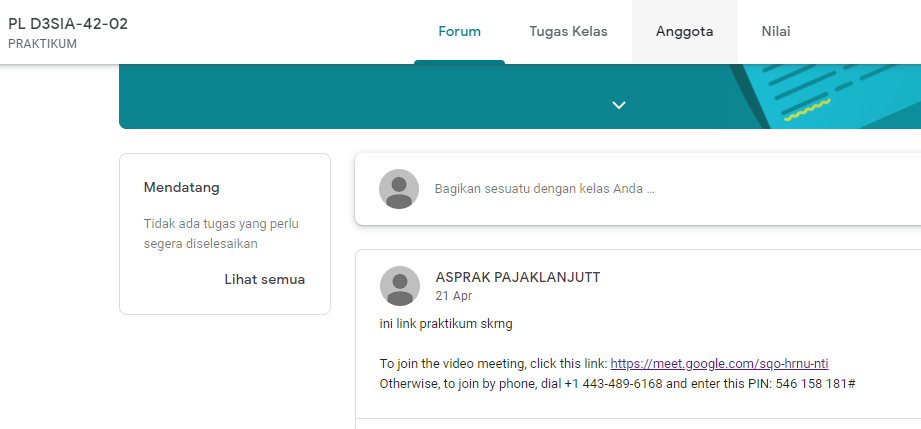 PL D3SIA-42-02
PRAKTIKUM
Forum
Tugas Kelas
Anggota
Nilai
Mendatang
Tidak ada tugas yang perlu
segera diselesaikan
Lihat semua
Bagikan sesuatu dengan kelas Anda ...
ASPRAK PAJAKLANJUTT
21 Apr
ini link praktikum skrng
To join the video meeting, click this link: https://meet.google.com/sqo-hrnu-nti
Otherwise, to join by phone, dial +1 443-489-6168 and enter this PIN: 546 158 181#